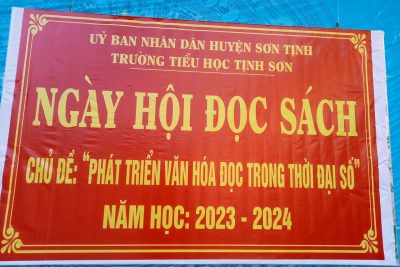 UỶ BAN NHÂN DÂN HUYỆN SƠN TỊNH
TRƯỜNG TIỂU HỌC TỊNH SƠN
NGÀY HỘI ĐỌC SÁCH
CHỦ ĐỀ: "PHÁT TRIỂN VĂN HÓA ĐỌC TRONG THỜI ĐẠI SỐ"
NĂM HỌC: 2023 - 2024